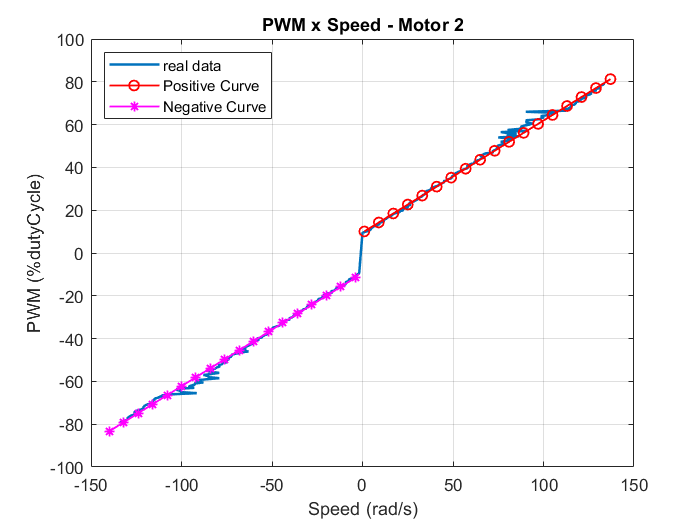 PWM x Speed - Motor 2
100
80
60
40
20
0
-20
-40
-60
-80
-100
PWM (%dutyCycle)
real data
Positive Curve
Negative Curve
-150 -100 -50 0 50 100 150
Speed (rad/s)